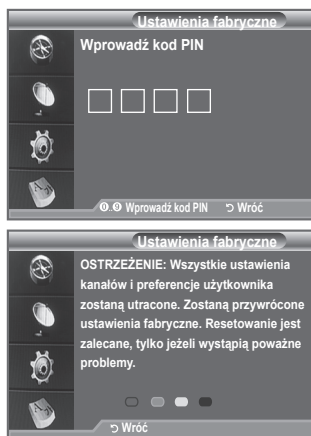 Ustawienia fabryczne
Wprowadź kod PIN
0..9 Wprowadź kod PIN Wróć
Ustawienia fabryczne
OSTRZEŻENIE: Wszystkie ustawienia
kanałów i preferencje użytkownika
zostaną utracone. Zostaną przywrócone
ustawienia fabryczne. Resetowanie jest
zalecane, tylko jeżeli wystąpią poważne
problemy.
Wróć